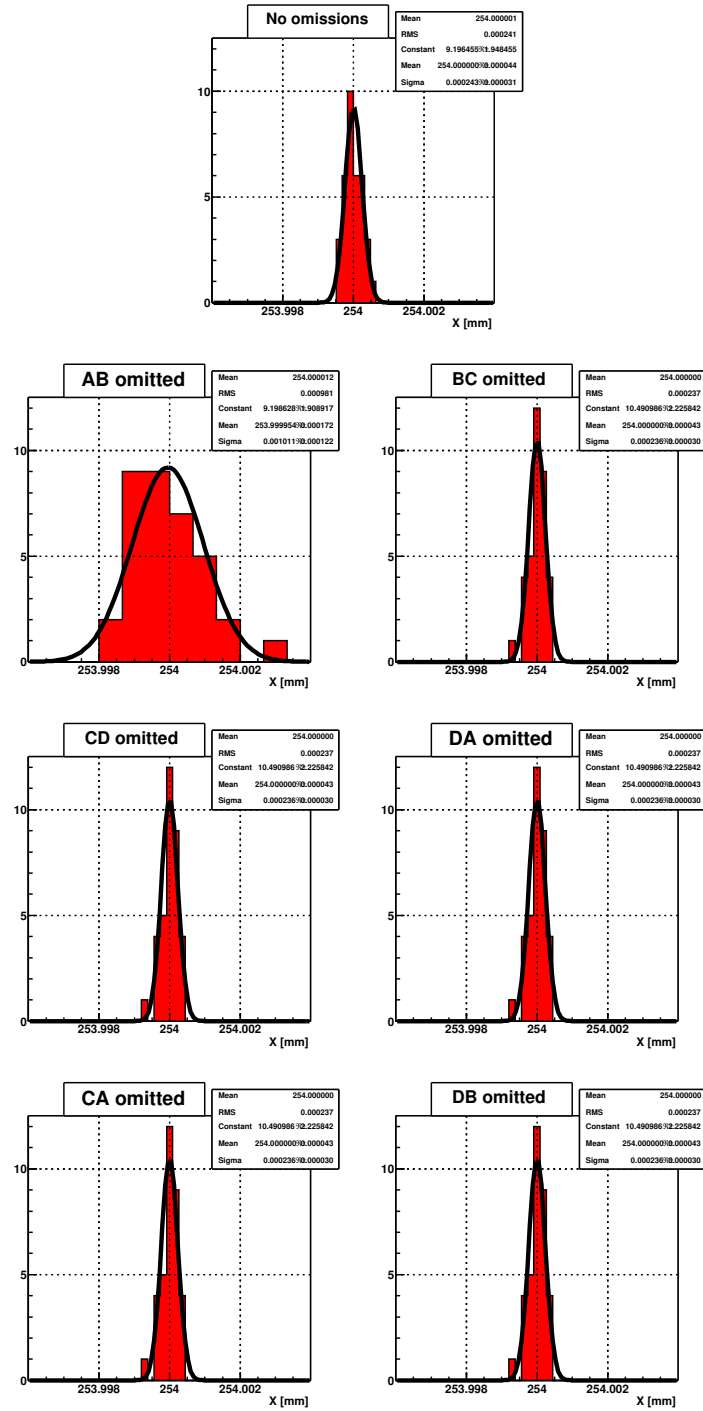 No omissions
Mean 254.000001
RMS 0.000241
Constant 9.196455 1.948455
Mean 254.000000 0.000044
Sigma 0.000243 0.000031
10
5
0
253.998 254 254.002
X [mm]
AB omitted
Mean 254.000012
RMS 0.000981
Constant 9.198628 1.908917
Mean 253.999954 0.000172
Sigma 0.001011 0.000122
10
5
0
253.998 254 254.002
X [mm]
BC omitted
Mean 254.000000
RMS 0.000237
Constant 10.490986 2.225842
Mean 254.000000 0.000043
Sigma 0.000236 0.000030
10
5
0
253.998 254 254.002
X [mm]
CD omitted
Mean 254.000000
RMS 0.000237
Constant 10.490986 2.225842
Mean 254.000000 0.000043
Sigma 0.000236 0.000030
10
5
0
253.998 254 254.002
X [mm]
DA omitted
Mean 254.000000
RMS 0.000237
Constant 10.490986 2.225842
Mean 254.000000 0.000043
Sigma 0.000236 0.000030
10
5
0
253.998 254 254.002
X [mm]
CA omitted
Mean 254.000000
RMS 0.000237
Constant 10.490986 2.225842
Mean 254.000000 0.000043
Sigma 0.000236 0.000030
10
5
0
253.998 254 254.002
X [mm]
DB omitted
Mean 254.000000
RMS 0.000237
Constant 10.490986 2.225842
Mean 254.000000 0.000043
Sigma 0.000236 0.000030
10
5
0
253.998 254 254.002
X [mm]